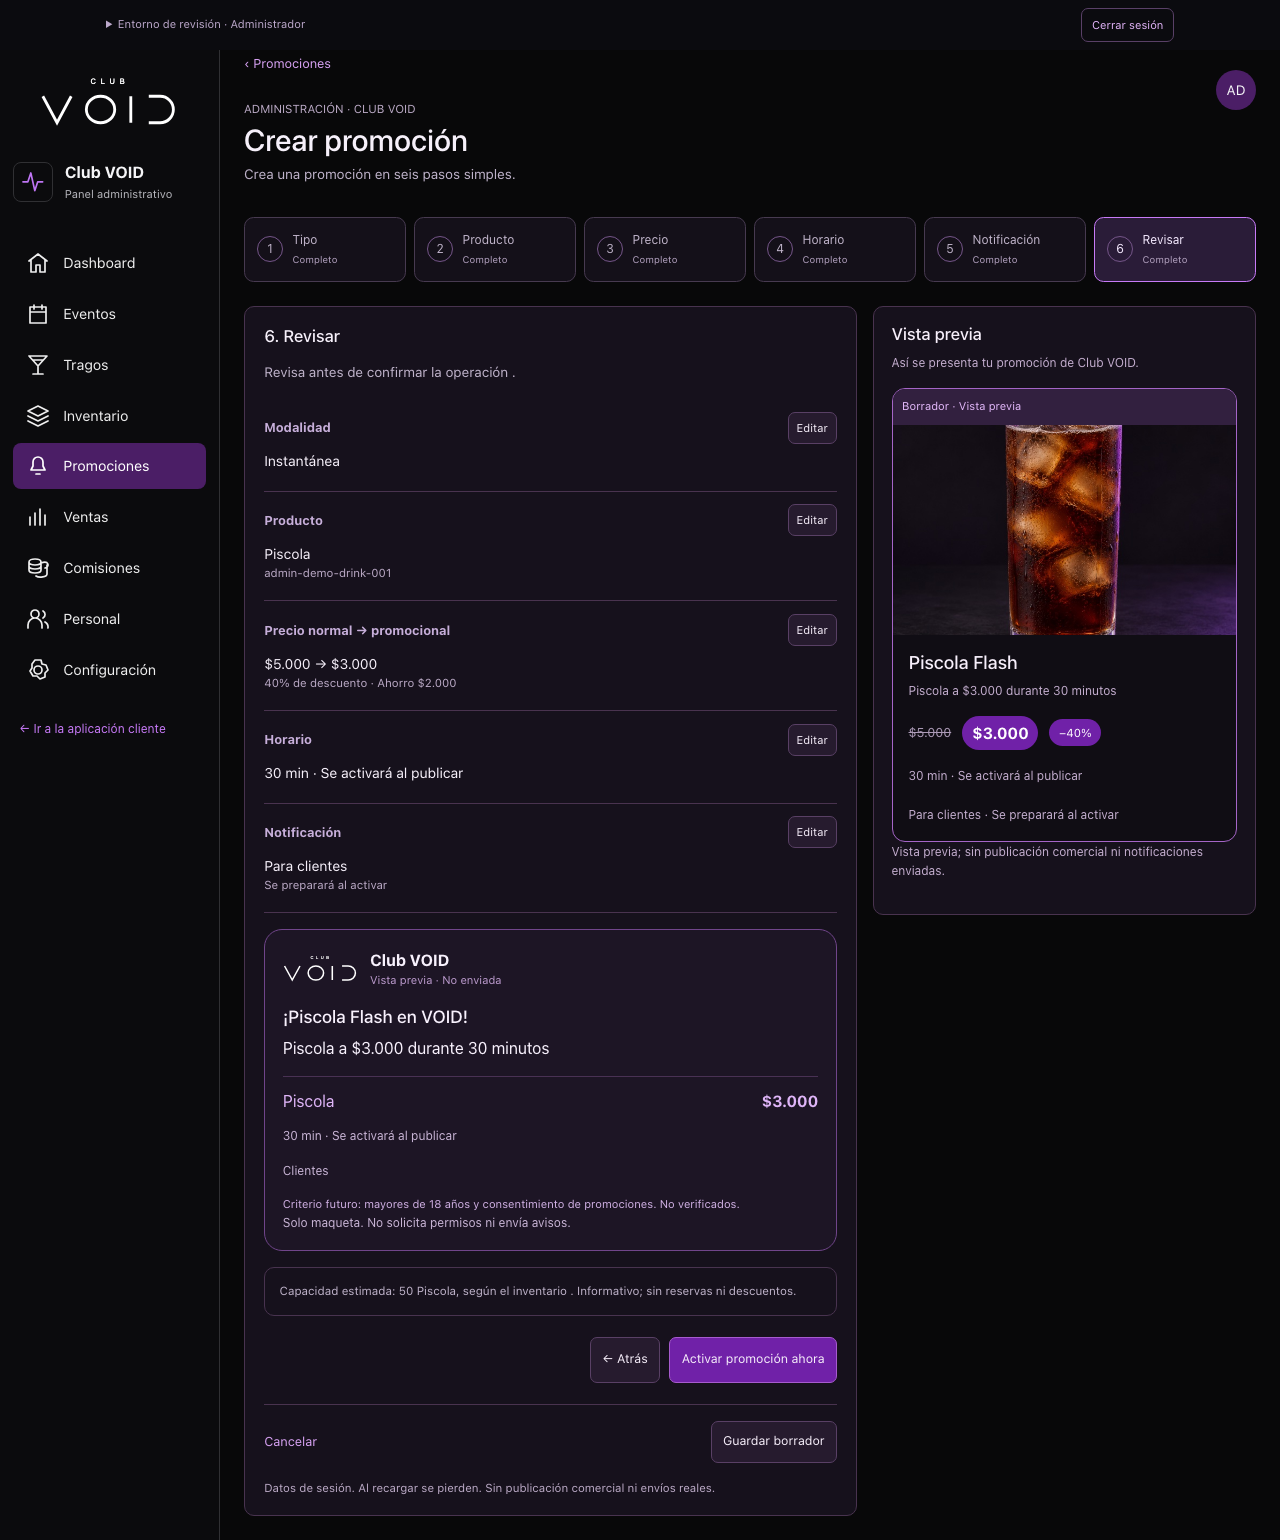 ▶ Entorno de revisión · Administrador
Cerrar sesión
CLUB
VOID
Club VOID
Panel administrativo
Dashboard
Eventos
Tragos
Inventario
Promociones
Ventas
Comisiones
Personal
Configuración
← Ir a la aplicación cliente
‹ Promociones
AD
ADMINISTRACIÓN · CLUB VOID
Crear promoción
Crea una promoción en seis pasos simples.
1 Tipo
Completo
2 Producto
Completo
3 Precio
Completo
4 Horario
Completo
5 Notificación
Completo
6 Revisar
Completo
6. Revisar
Revisa antes de confirmar la operación .
Modalidad
Editar
Instantánea
Producto
Editar
Piscola
admin-demo-drink-001
Precio normal → promocional
Editar
$5.000 → $3.000
40% de descuento · Ahorro $2.000
Horario
Editar
30 min · Se activará al publicar
Notificación
Editar
Para clientes
Se preparará al activar
CLUB
VOID
Club VOID
Vista previa · No enviada
¡Piscola Flash en VOID!
Piscola a $3.000 durante 30 minutos
Piscola
$3.000
30 min · Se activará al publicar
Clientes
Criterio futuro: mayores de 18 años y consentimiento de promociones. No verificados.
Solo maqueta. No solicita permisos ni envía avisos.
Capacidad estimada: 50 Piscola, según el inventario . Informativo; sin reservas ni descuentos.
← Atrás
Activar promoción ahora
Cancelar
Guardar borrador
Datos de sesión. Al recargar se pierden. Sin publicación comercial ni envíos reales.
Vista previa
Así se presenta tu promoción de Club VOID.
Borrador · Vista previa
Piscola Flash
Piscola a $3.000 durante 30 minutos
$5.000 $3.000 −40%
30 min · Se activará al publicar
Para clientes · Se preparará al activar
Vista previa; sin publicación comercial ni notificaciones
enviadas.